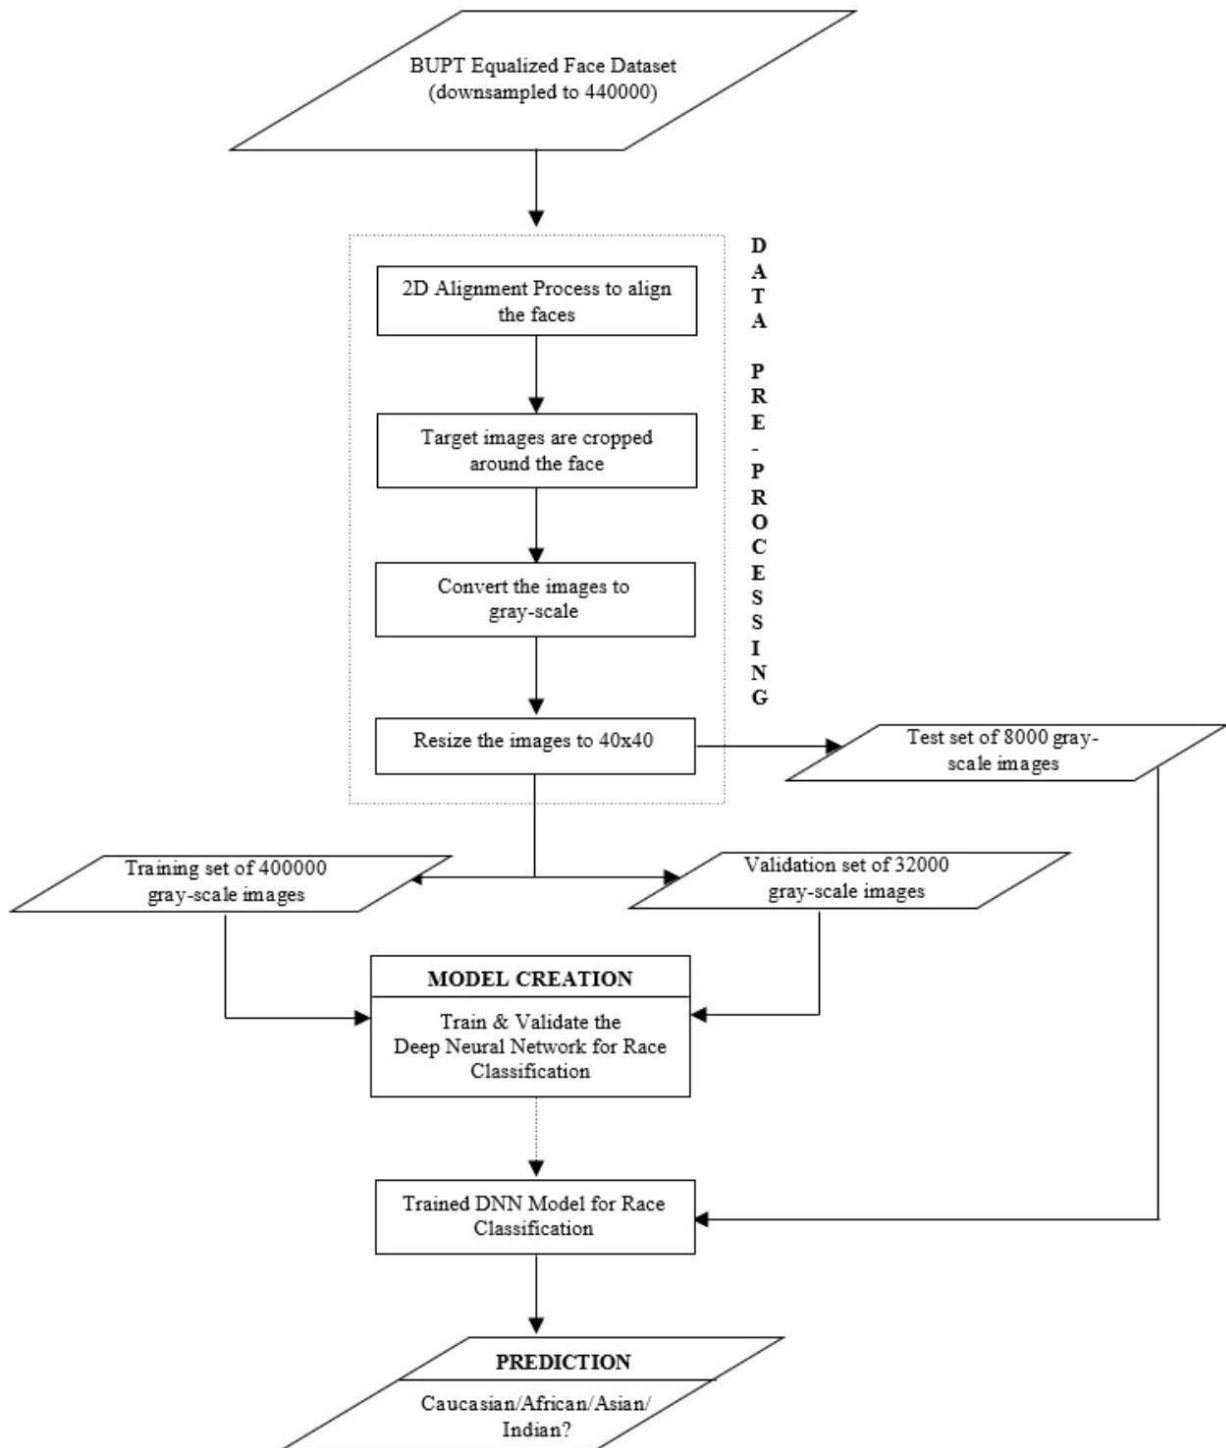 BUPT Equalized Face Dataset
(downsampled to 440000)
2D Alignment Process to align
the faces
Target images are cropped
around the face
Convert the images to
gray-scale
Resize the images to 40x40
DATA PRE-PROCESSING
Test set of 8000 gray-
scale images
Training set of 400000
gray-scale images
Validation set of 32000
gray-scale images
MODEL CREATION
Train & Validate the
Deep Neural Network for Race
Classification
Trained DNN Model for Race
Classification
PREDICTION
Caucasian/African/Asian/
Indian?